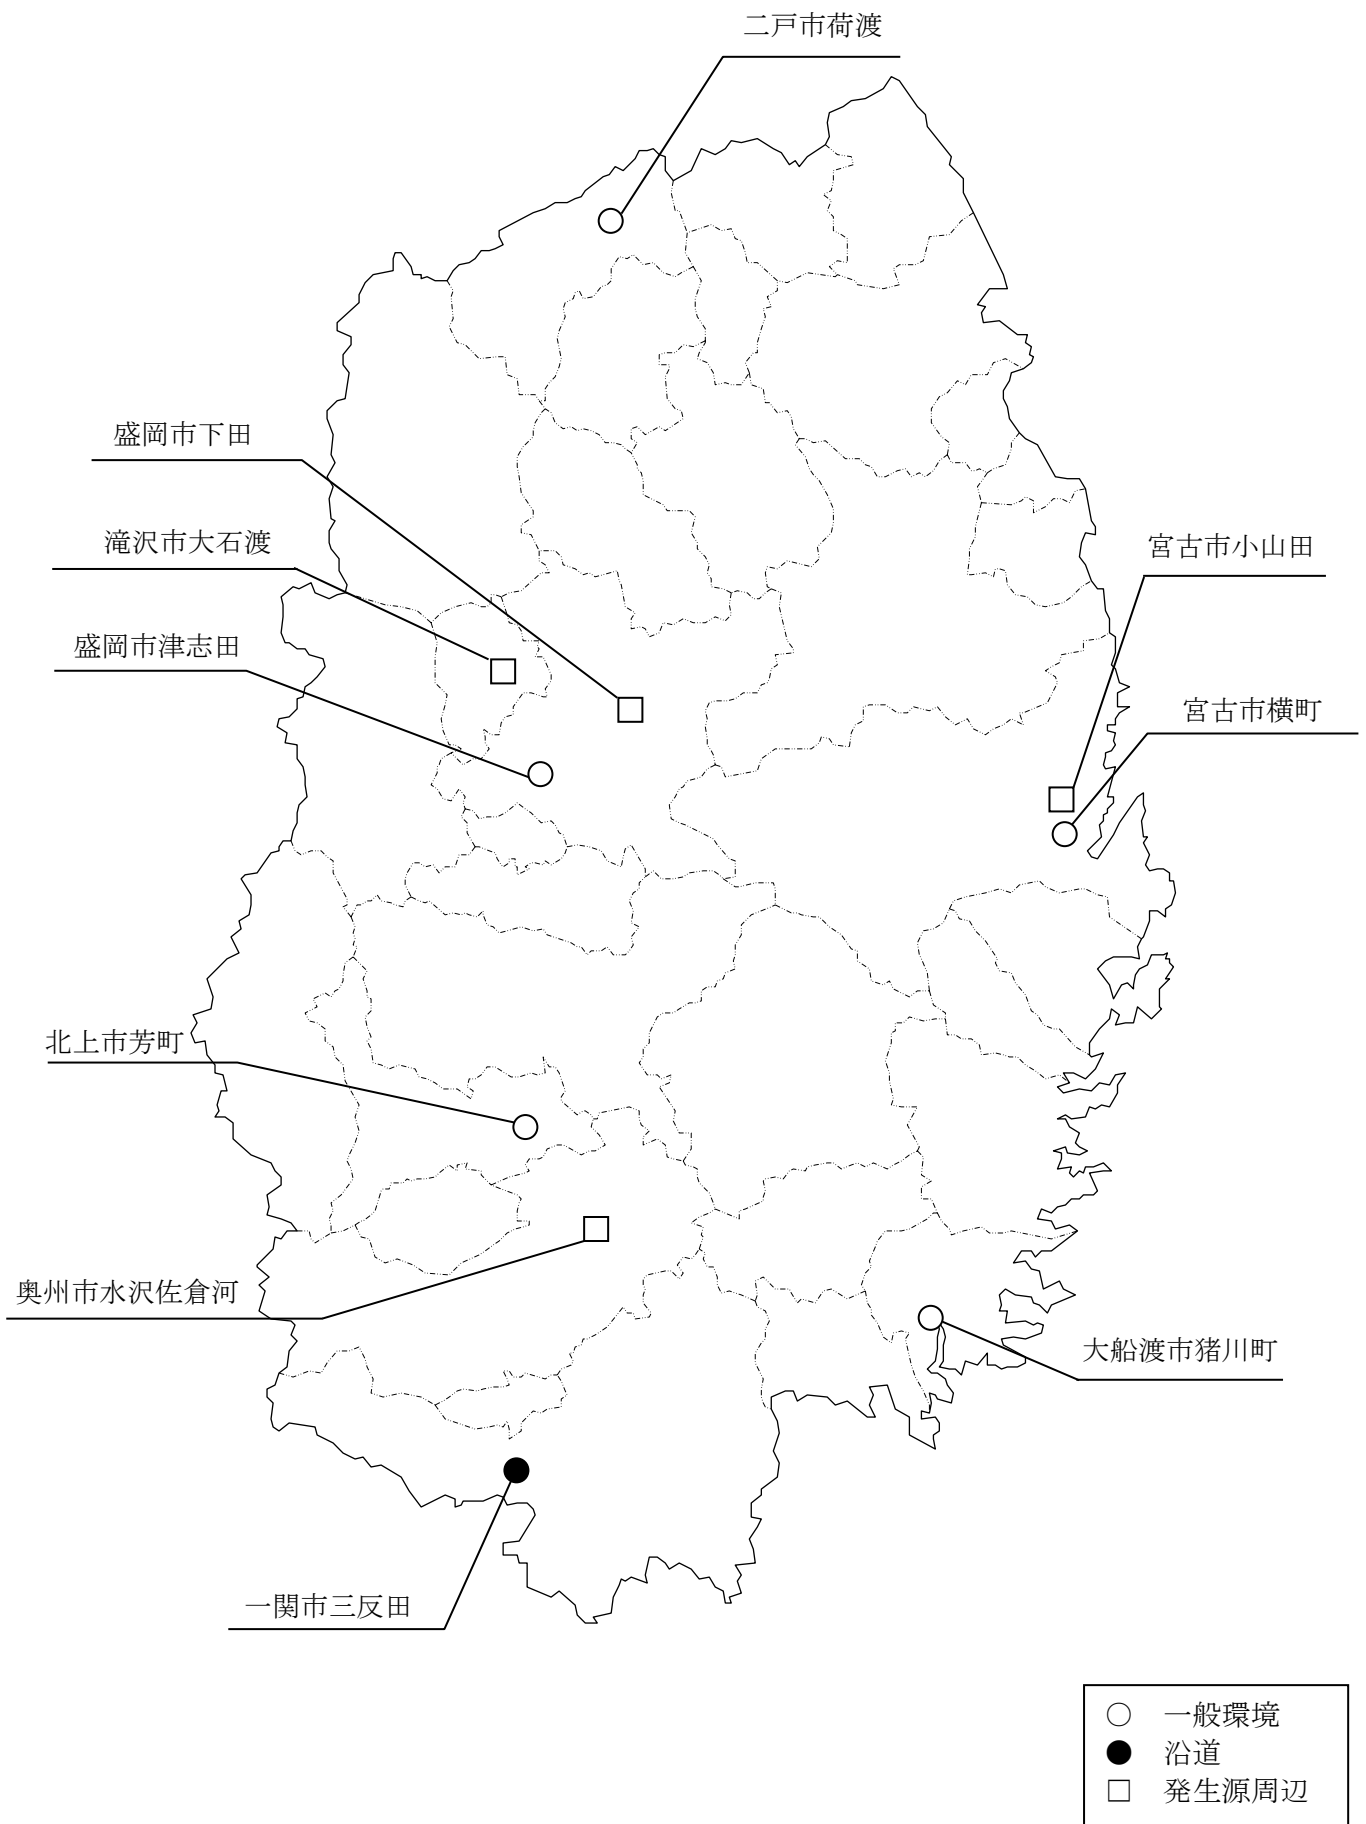 二戸市荷渡
盛岡市下田
滝沢市大石渡
宮古市小山田
盛岡市津志田
宮古市横町
北上市芳町
奥州市水沢佐倉河
大船渡市猪川町
一関市三反田
○ 一般環境
● 沿道
□ 発生源周辺